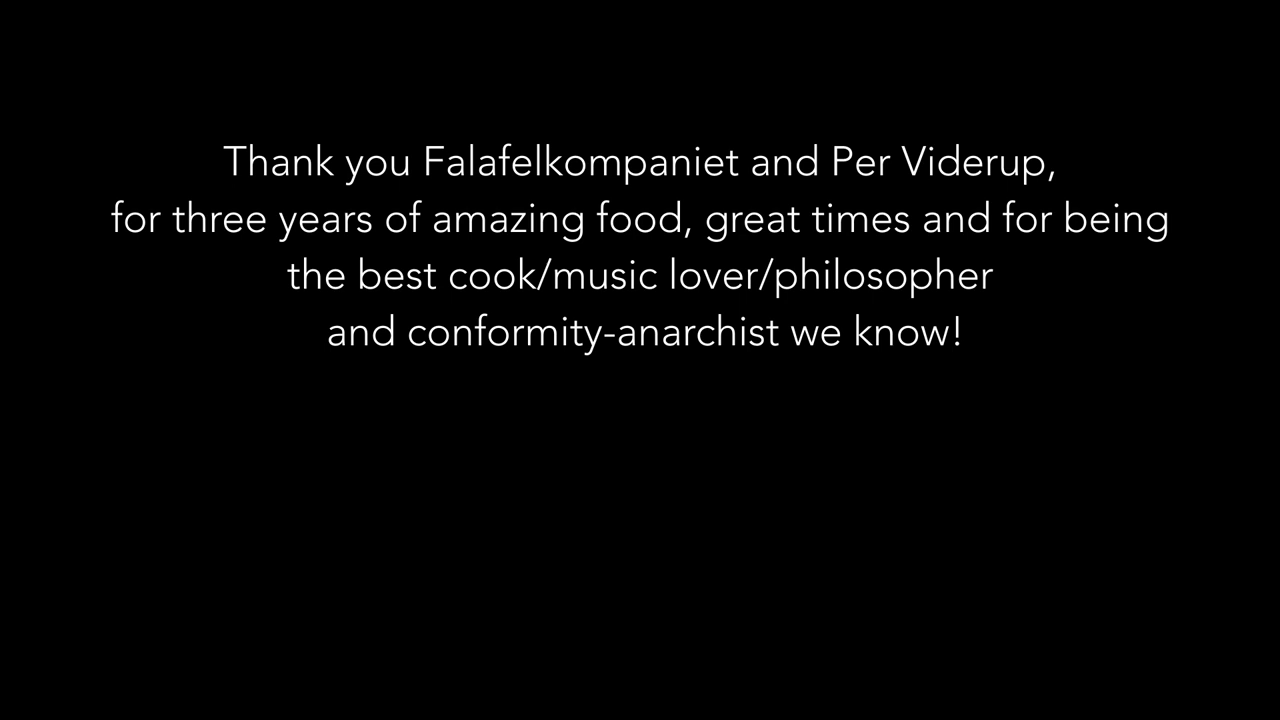 Thank you Falafelkompaniet and Per Viderup,
for three years of amazing food, great times and for being
the best cook/music lover/philosopher
and conformity-anarchist we know!